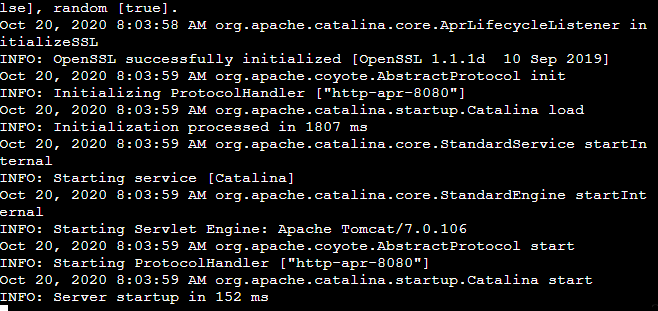 lse], random [true].
Oct 20, 2020 8:03:58 AM org.apache.catalina.core.AprLifecycleListener in
itializeSSL
INFO: OpenSSL successfully initialized [OpenSSL 1.1.1d  10 Sep 2019]
Oct 20, 2020 8:03:59 AM org.apache.coyote.AbstractProtocol init
INFO: Initializing ProtocolHandler ["http-apr-8080"]
Oct 20, 2020 8:03:59 AM org.apache.catalina.startup.Catalina load
INFO: Initialization processed in 1807 ms
Oct 20, 2020 8:03:59 AM org.apache.catalina.core.StandardService startIn
ternal
INFO: Starting service [Catalina]
Oct 20, 2020 8:03:59 AM org.apache.catalina.core.StandardEngine startInt
ernal
INFO: Starting Servlet Engine: Apache Tomcat/7.0.106
Oct 20, 2020 8:03:59 AM org.apache.coyote.AbstractProtocol start
INFO: Starting ProtocolHandler ["http-apr-8080"]
Oct 20, 2020 8:03:59 AM org.apache.catalina.startup.Catalina start
INFO: Server startup in 152 ms